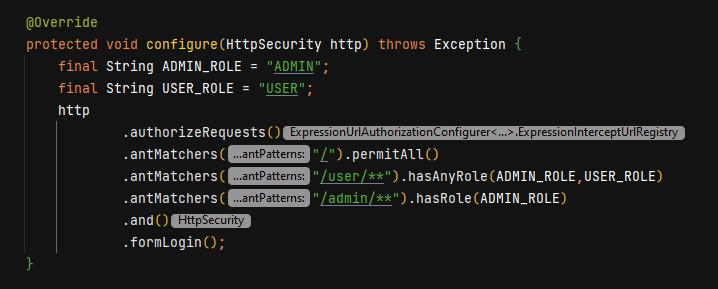 @Override
protected void configure(HttpSecurity http) throws Exception {
    final String ADMIN_ROLE = "ADMIN";
    final String USER_ROLE = "USER";
    http
            .authorizeRequests() ExpressionUrlAuthorizationConfigurer<...>.ExpressionInterceptUrlRegistry
            .antMatchers( ...antPatterns: "/").permitAll()
            .antMatchers( ...antPatterns: "/user/**").hasAnyRole(ADMIN_ROLE,USER_ROLE)
            .antMatchers( ...antPatterns: "/admin/**").hasRole(ADMIN_ROLE)
            .and() HttpSecurity
            .formLogin();
}